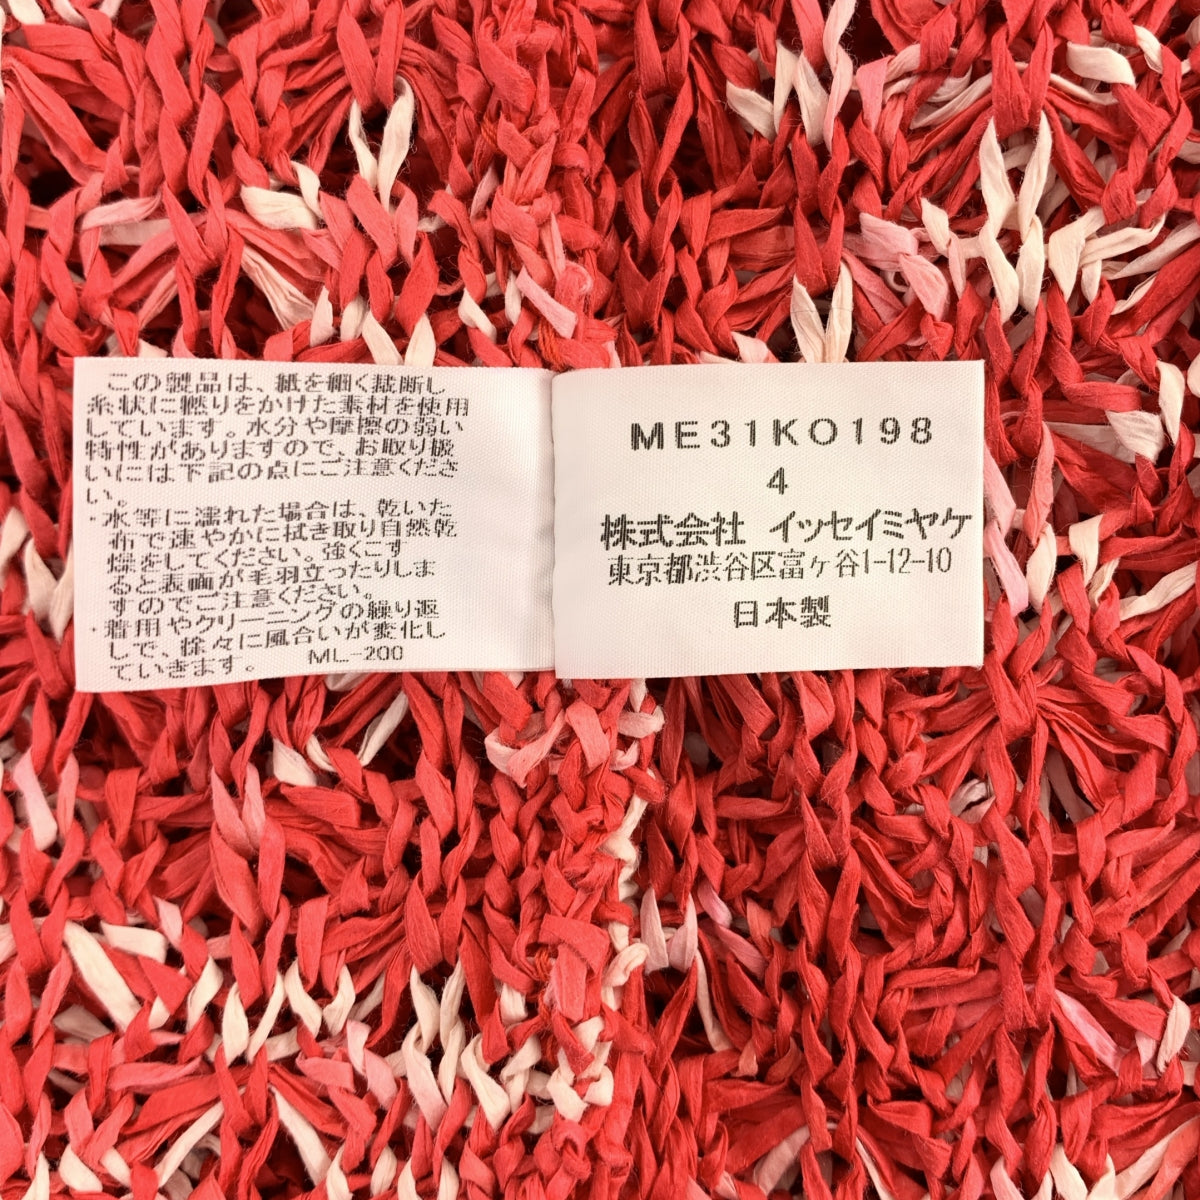 この製品は、紙を細く裁断し
糸状に撚りをかけた素材を使用
しています。水分や摩擦の弱い
特性がありますので、お取り扱
いには下記の点にご注意くださ
い。
・水等に濡れた場合は、乾いた
布で速やかに拭き取り自然乾
燥をしてください。強くこす
ると表面が毛羽立ったりしま
すのでご注意ください。
・着用やクリーニングの繰り返
しで、徐々に風合いが変化し
ていきます。 ML-200
ME31KO198
4
株式会社 イッセイミヤケ
東京都渋谷区富ヶ谷1-12-10
日本製